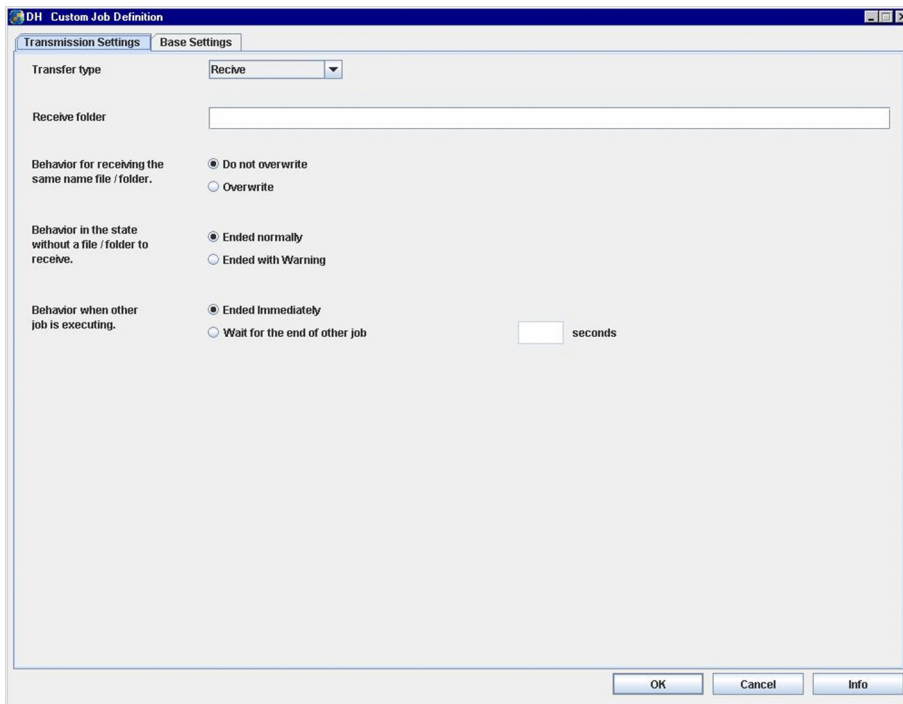 DH Custom Job Definition
Transmission Settings Base Settings
Transfer type Recive
Receive folder
Behavior for receiving the
same name file / folder.
Do not overwrite
Overwrite
Behavior in the state
without a file / folder to
receive.
Ended normally
Ended with Warning
Behavior when other
job is executing.
Ended Immediately
Wait for the end of other job seconds
OK Cancel Info